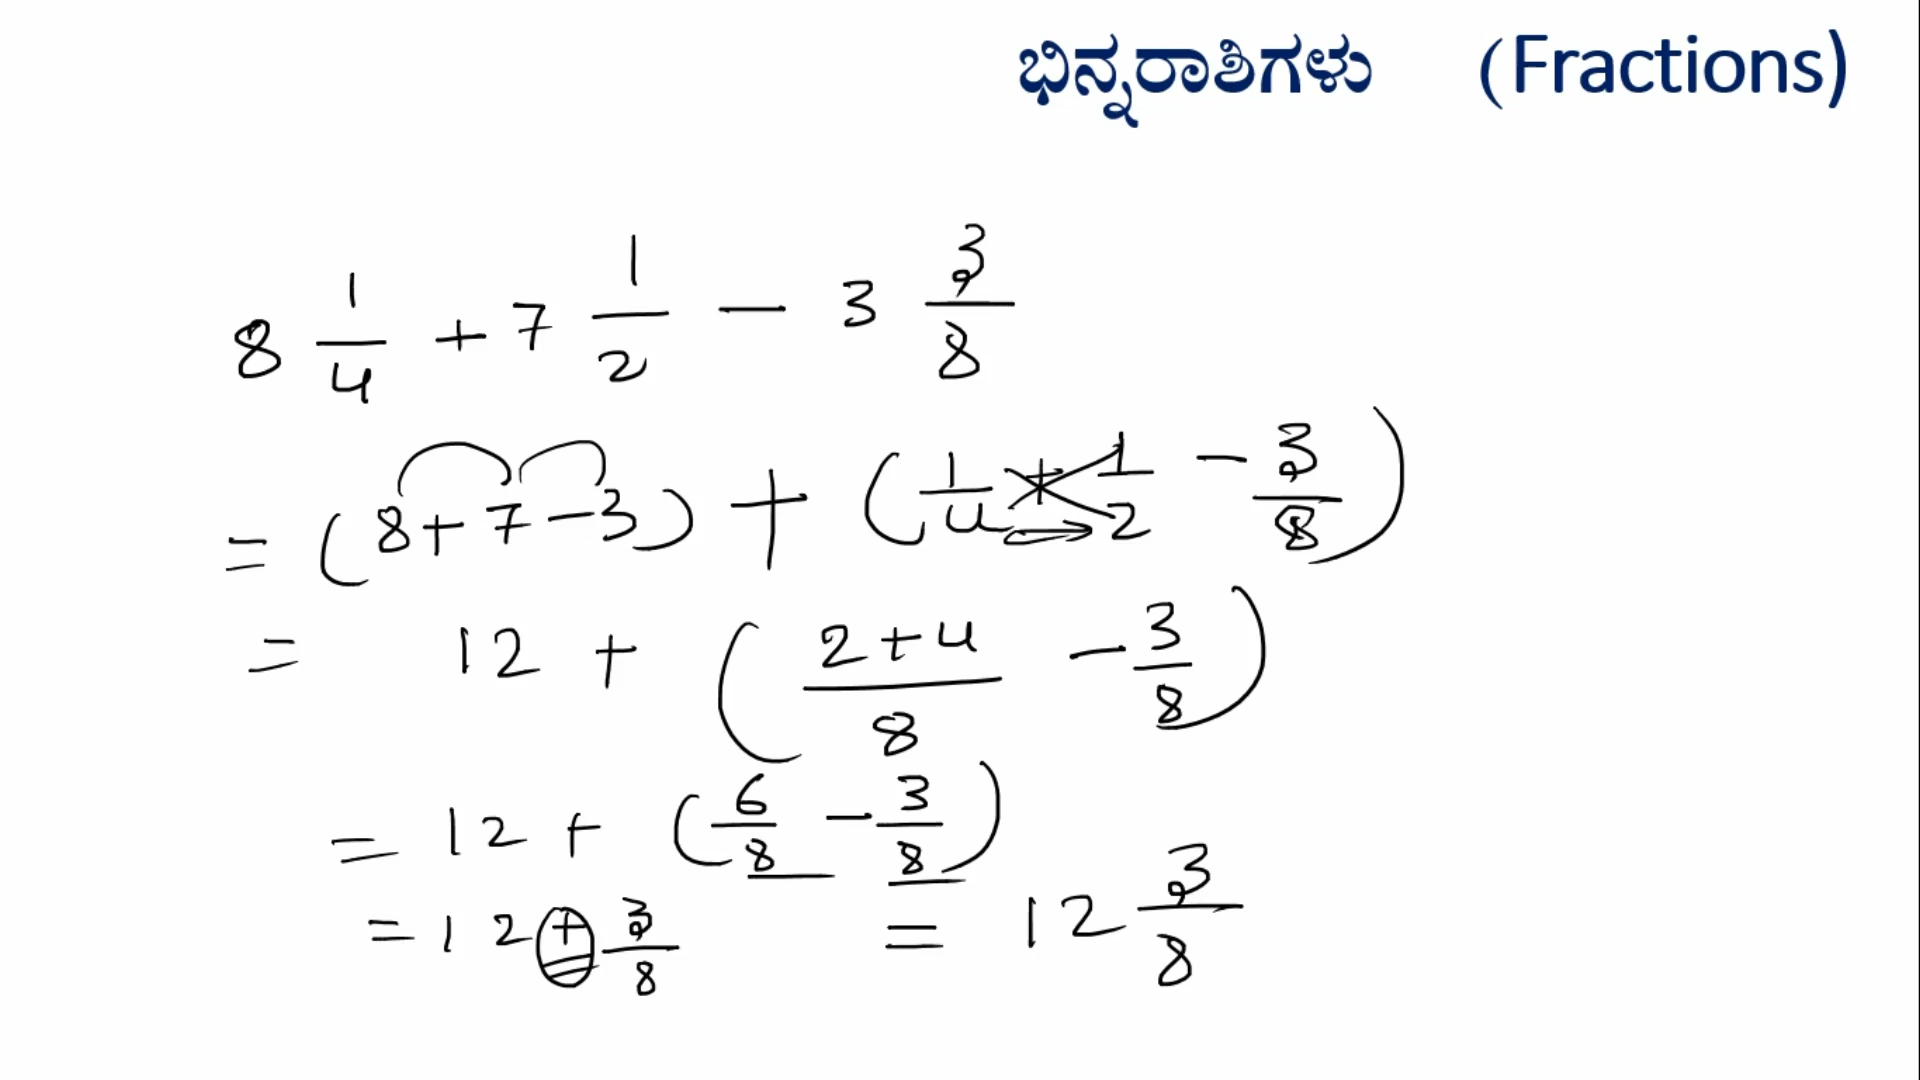 ಭಿನ್ನರಾಶಿಗಳು (Fractions)
8 1/4 + 7 1/2 - 3 3/8
= (8+7-3) + (1/4 + 1/2 - 3/8)
= 12 + ((2+4)/8 - 3/8)
= 12 + (6/8 - 3/8)
= 12 + 3/8 = 12 3/8